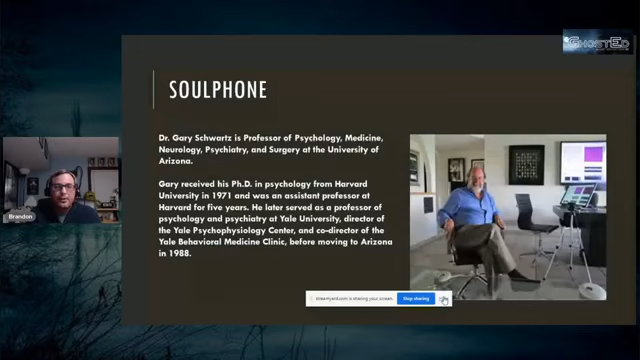 GHOSTED
SOULPHONE
Dr. Gary Schwartz is Professor of Psychology, Medicine,
Neurology, Psychiatry, and Surgery at the University of
Arizona.
Gary received his Ph.D. in psychology from Harvard
University in 1971 and was an assistant professor at
Harvard for five years. He later served as a professor of
psychology and psychiatry at Yale University, director of
the Yale Psychophysiology Center, and co-director of the
Yale Behavioral Medicine Clinic, before moving to Arizona
in 1988.
Brandon
streamyard.com is sharing your screen.
Stop sharing